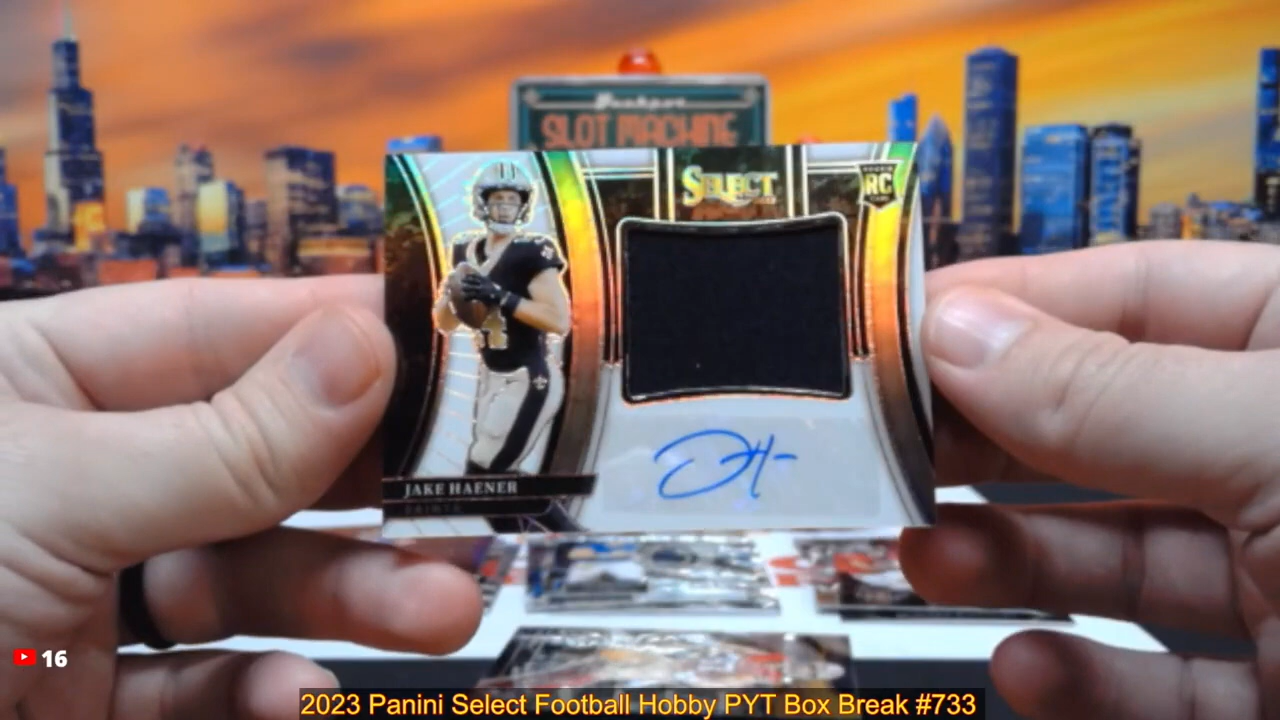 SLOT MACHINE
SELECT
RC
JAKE HAENER
SAINTS
16
2023 Panini Select Football Hobby PYT Box Break #733